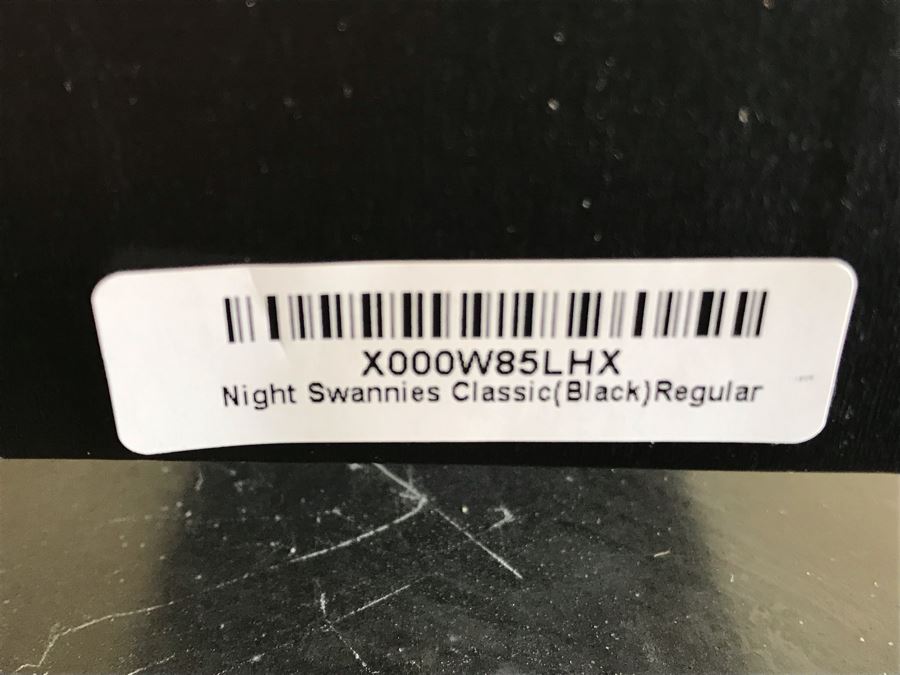 X000W85LHX
Night Swannies Classic(Black)Regular